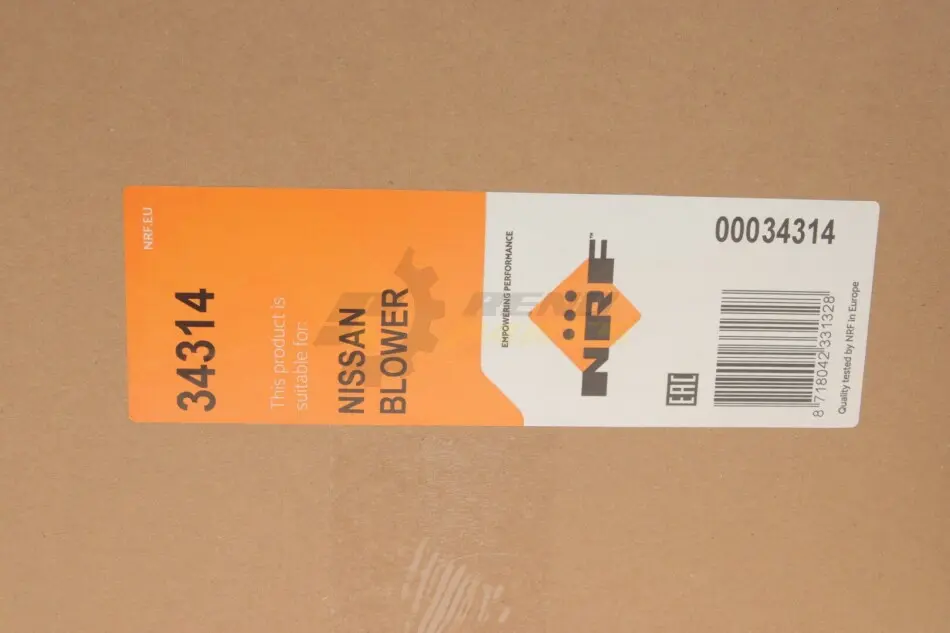 NRF.EU
34314
This product is
suitable for:
NISSAN
BLOWER
EMPOWERING PERFORMANCE
NRF™
EAC
00034314
8 718042 331328
Quality tested by NRF in Europe